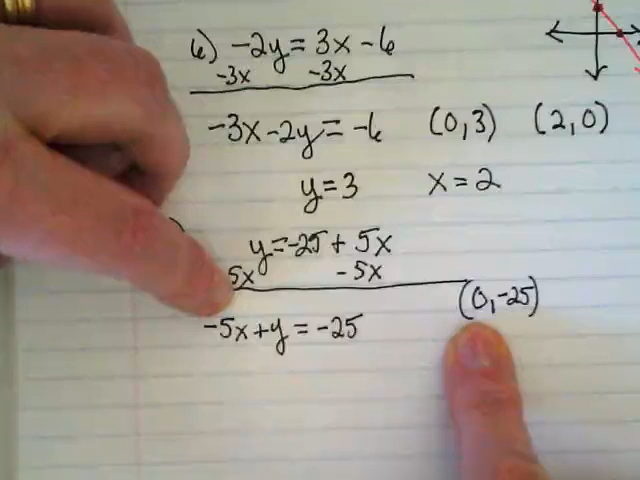 6) -2y = 3x - 6
-3x -3x
-3x - 2y = -6 (0,3) (2,0)
y = 3 x = 2
) y = -25 + 5x
5x - 5x
-5x + y = -25 (0,-25)